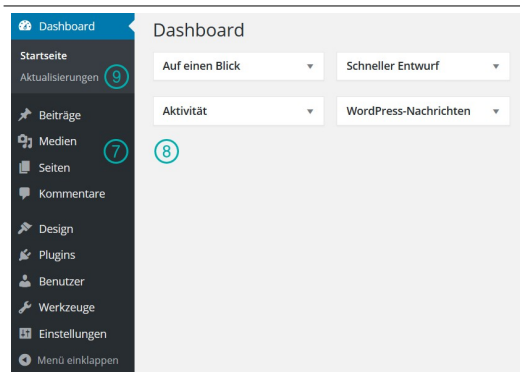 Dashboard
Startseite
Aktualisierungen 9
Beiträge
Medien
7
Seiten
Kommentare
Design
Plugins
Benutzer
Werkzeuge
Einstellungen
Menü einklappen
Dashboard
Auf einen Blick
Schneller Entwurf
Aktivität
WordPress-Nachrichten
8